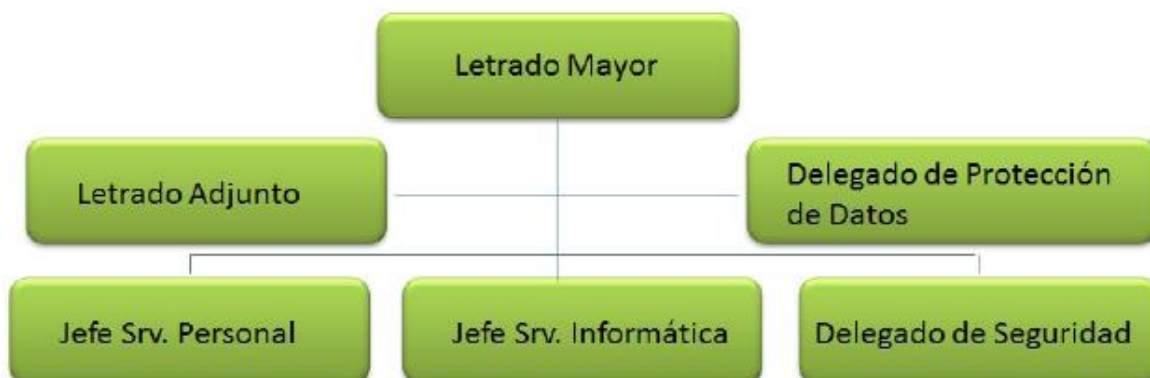 Letrado Mayor
Letrado Adjunto
Delegado de Protección
de Datos
Jefe Srv. Personal
Jefe Srv. Informática
Delegado de Seguridad